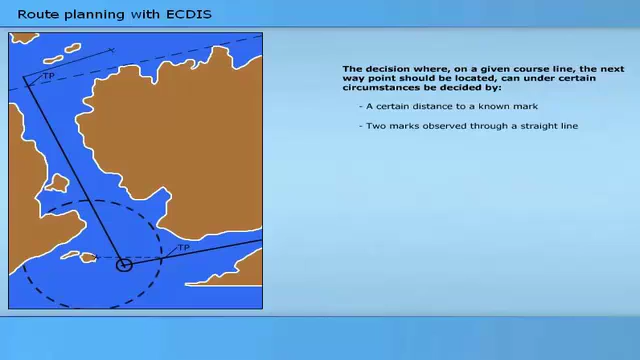 Route planning with ECDIS
TP
TP
The decision where, on a given course line, the next
way point should be located, can under certain
circumstances be decided by:
- A certain distance to a known mark
- Two marks observed through a straight line